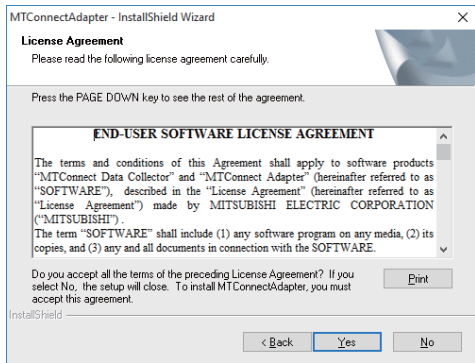 MTConnectAdapter - InstallShield Wizard
License Agreement
Please read the following license agreement carefully.
Press the PAGE DOWN key to see the rest of the agreement.
END-USER SOFTWARE LICENSE AGREEMENT
The terms and conditions of this Agreement shall apply to software products
“MTConnect Data Collector” and “MTConnect Adapter” (hereinafter referred to as
“SOFTWARE”), described in the “License Agreement” (hereinafter referred to as
“License Agreement”) made by MITSUBISHI ELECTRIC CORPORATION
(“MITSUBISHI”) .
The term “SOFTWARE” shall include (1) any software program on any media, (2) its
copies, and (3) any and all documents in connection with the SOFTWARE.
Do you accept all the terms of the preceding License Agreement? If you
select No, the setup will close. To install MTConnectAdapter, you must
accept this agreement.
Print
InstallShield
< Back
Yes
No